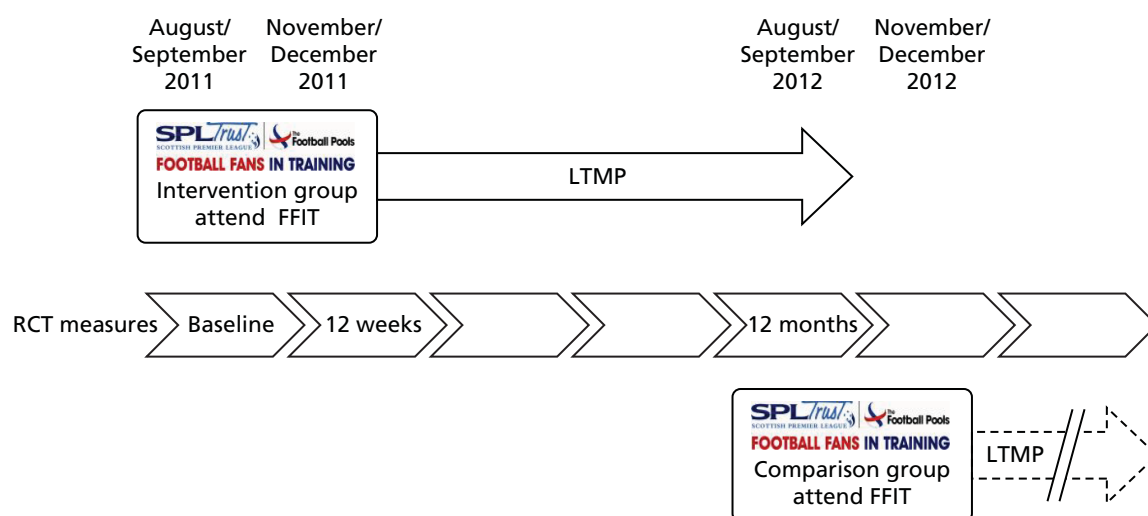 August/
September
2011
November/
December
2011
August/
September
2012
November/
December
2012
SPL Trust
SCOTTISH PREMIER LEAGUE
The
Football Pools
FOOTBALL FANS IN TRAINING
Intervention group
attend FFIT
LTMP
RCT measures
Baseline
12 weeks
12 months
SPL Trust
SCOTTISH PREMIER LEAGUE
The
Football Pools
FOOTBALL FANS IN TRAINING
Comparison group
attend FFIT
LTMP